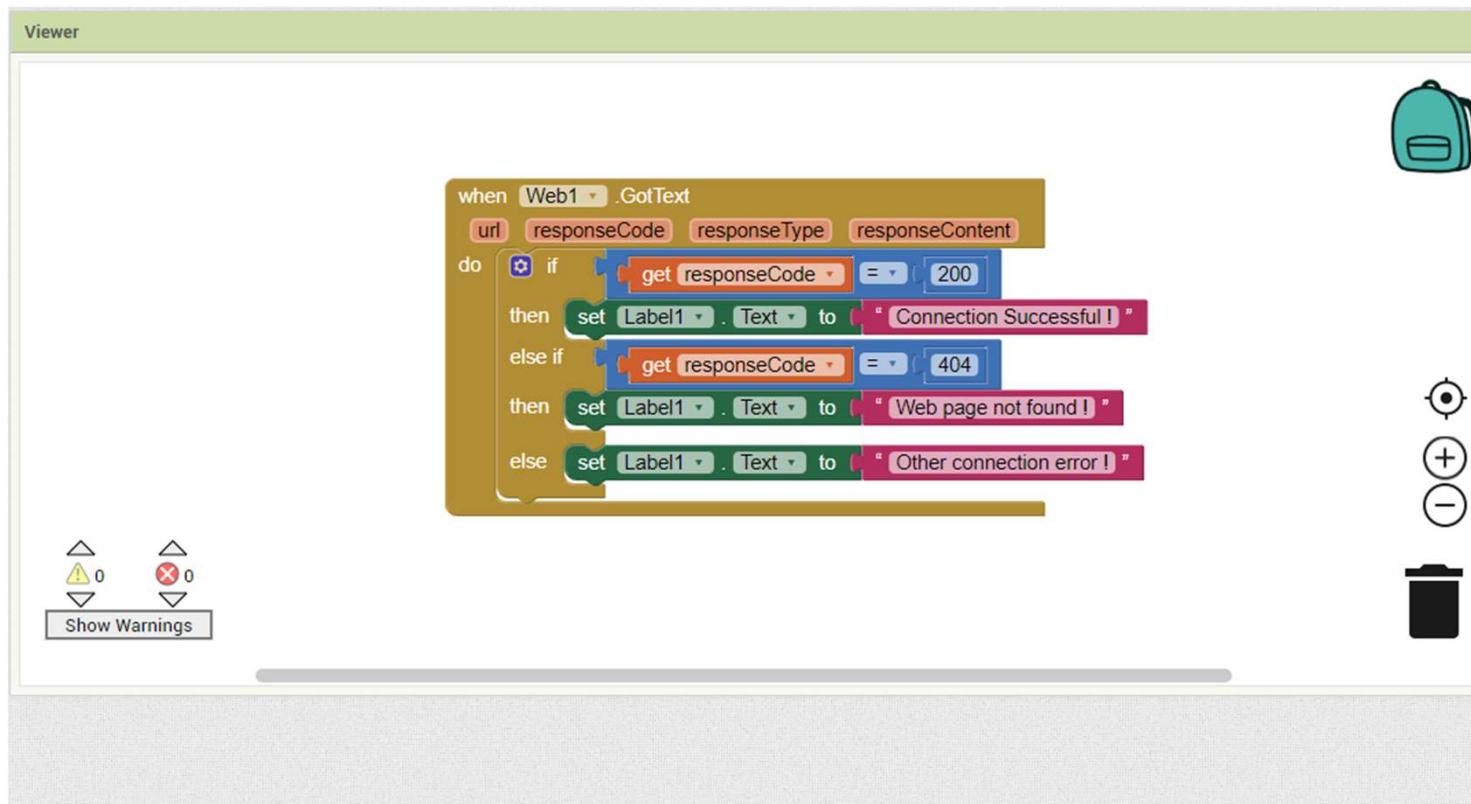 Viewer
when Web1 .GotText
url responseCode responseType responseContent
do if get responseCode = 200
then set Label1 . Text to “ Connection Successful ! ”
else if get responseCode = 404
then set Label1 . Text to “ Web page not found ! ”
else set Label1 . Text to “ Other connection error ! ”
0 0
Show Warnings